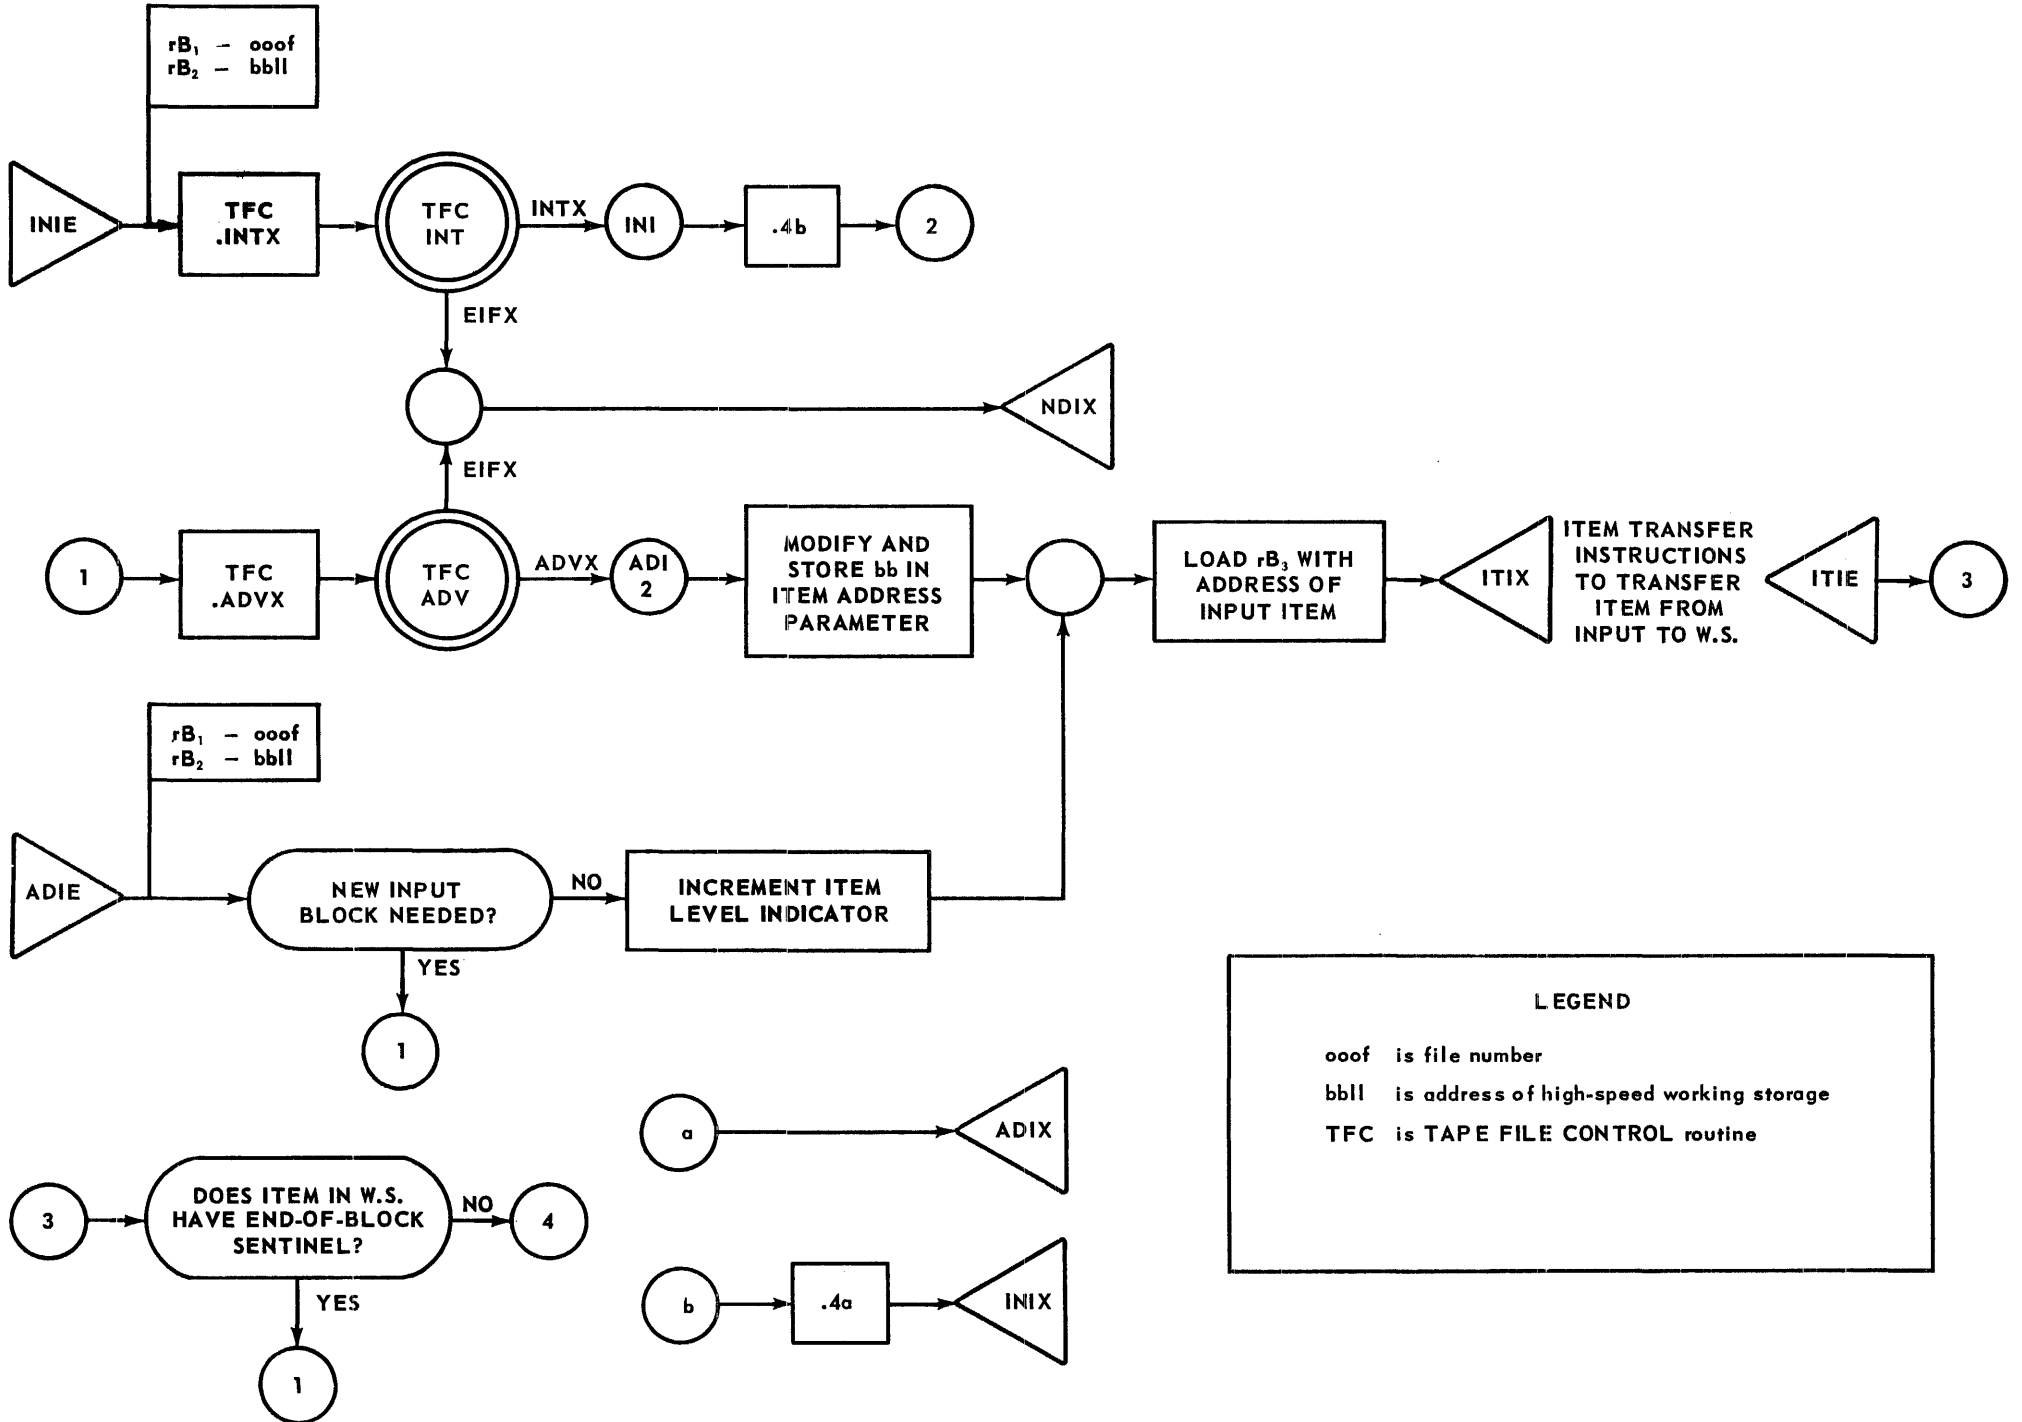 rB₁ – ooof
rB₂ – bbll
INIE
TFC
.INTX
TFC
INT
INTX
INI
.4b
2
EIFX
NDIX
EIFX
1
TFC
.ADVX
TFC
ADV
ADVX
ADI
2
MODIFY AND
STORE bb IN
ITEM ADDRESS
PARAMETER
LOAD rB₃ WITH
ADDRESS OF
INPUT ITEM
ITIX
ITEM TRANSFER
INSTRUCTIONS
TO TRANSFER
ITEM FROM
INPUT TO W.S.
ITIE
3
rB₁ – ooof
rB₂ – bbll
ADIE
NEW INPUT
BLOCK NEEDED?
NO
INCREMENT ITEM
LEVEL INDICATOR
YES
1
LEGEND
ooof is file number
bbll is address of high-speed working storage
TFC is TAPE FILE CONTROL routine
a
ADIX
3
DOES ITEM IN W.S.
HAVE END-OF-BLOCK
SENTINEL?
NO
4
YES
1
b
.4a
INIX